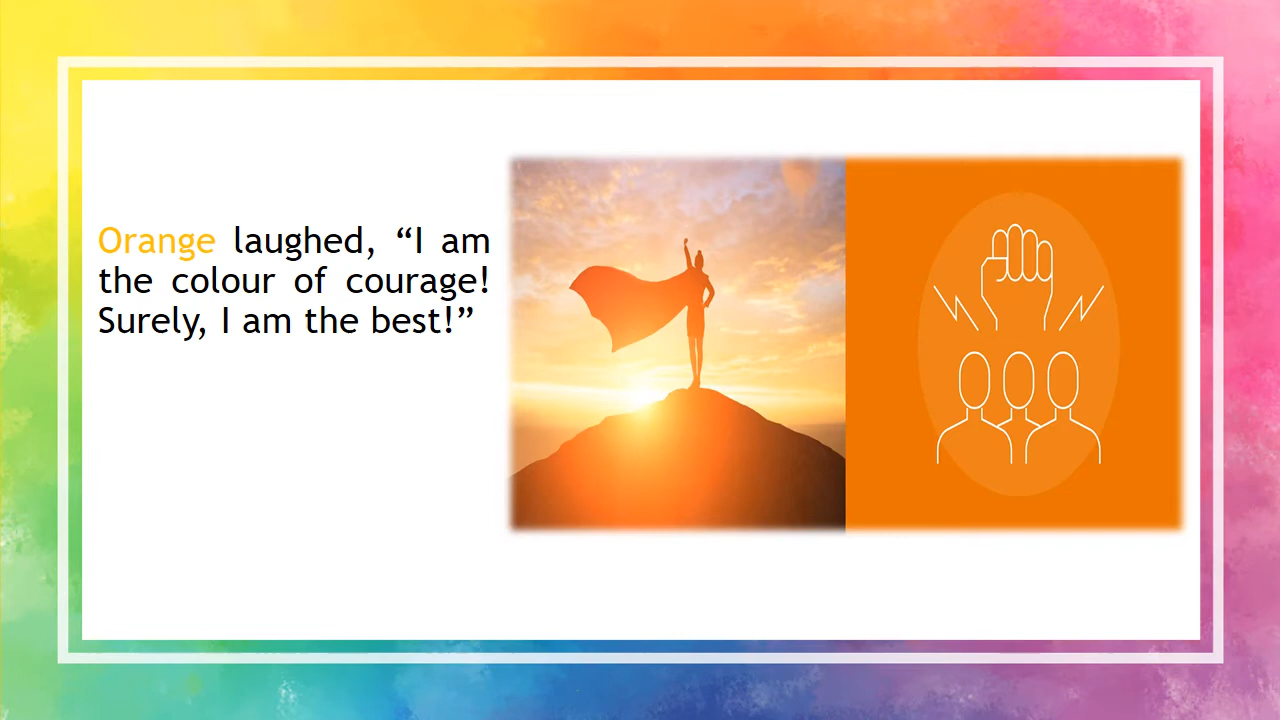 Orange laughed, “I am
the colour of courage!
Surely, I am the best!”